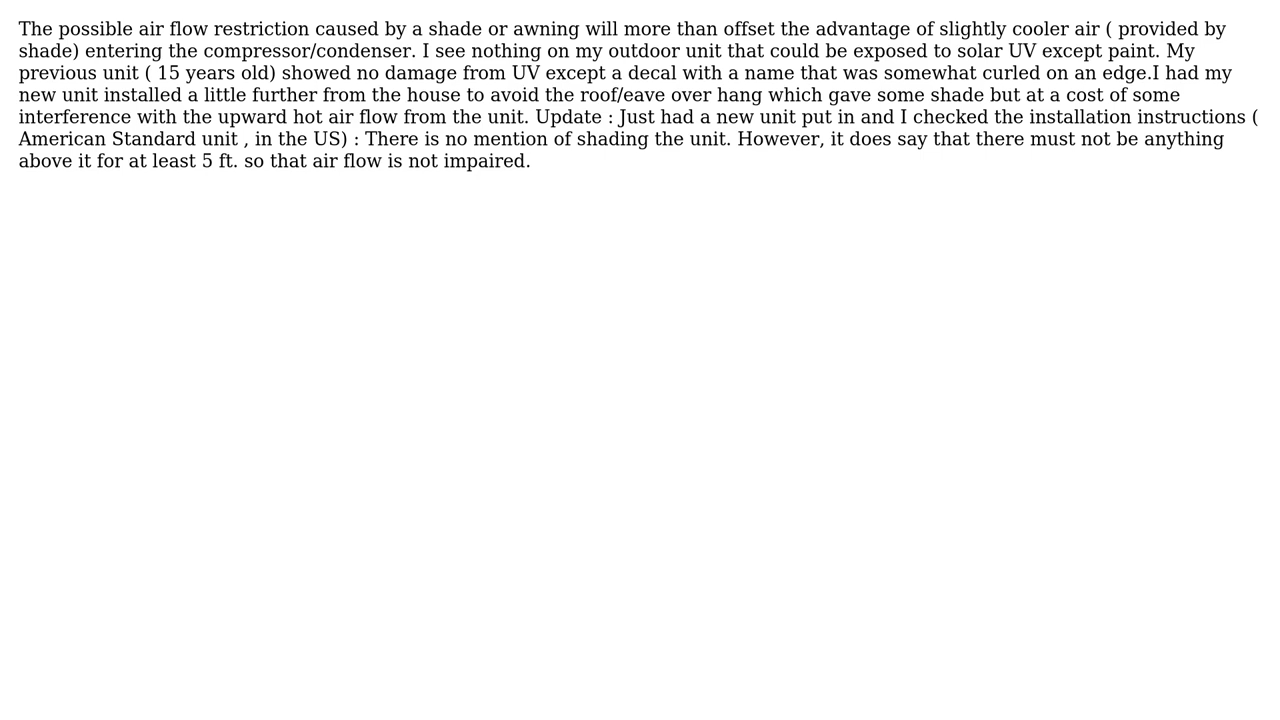 The possible air flow restriction caused by a shade or awning will more than offset the advantage of slightly cooler air ( provided by
shade) entering the compressor/condenser. I see nothing on my outdoor unit that could be exposed to solar UV except paint. My
previous unit ( 15 years old) showed no damage from UV except a decal with a name that was somewhat curled on an edge.I had my
new unit installed a little further from the house to avoid the roof/eave over hang which gave some shade but at a cost of some
interference with the upward hot air flow from the unit. Update : Just had a new unit put in and I checked the installation instructions (
American Standard unit , in the US) : There is no mention of shading the unit. However, it does say that there must not be anything
above it for at least 5 ft. so that air flow is not impaired.